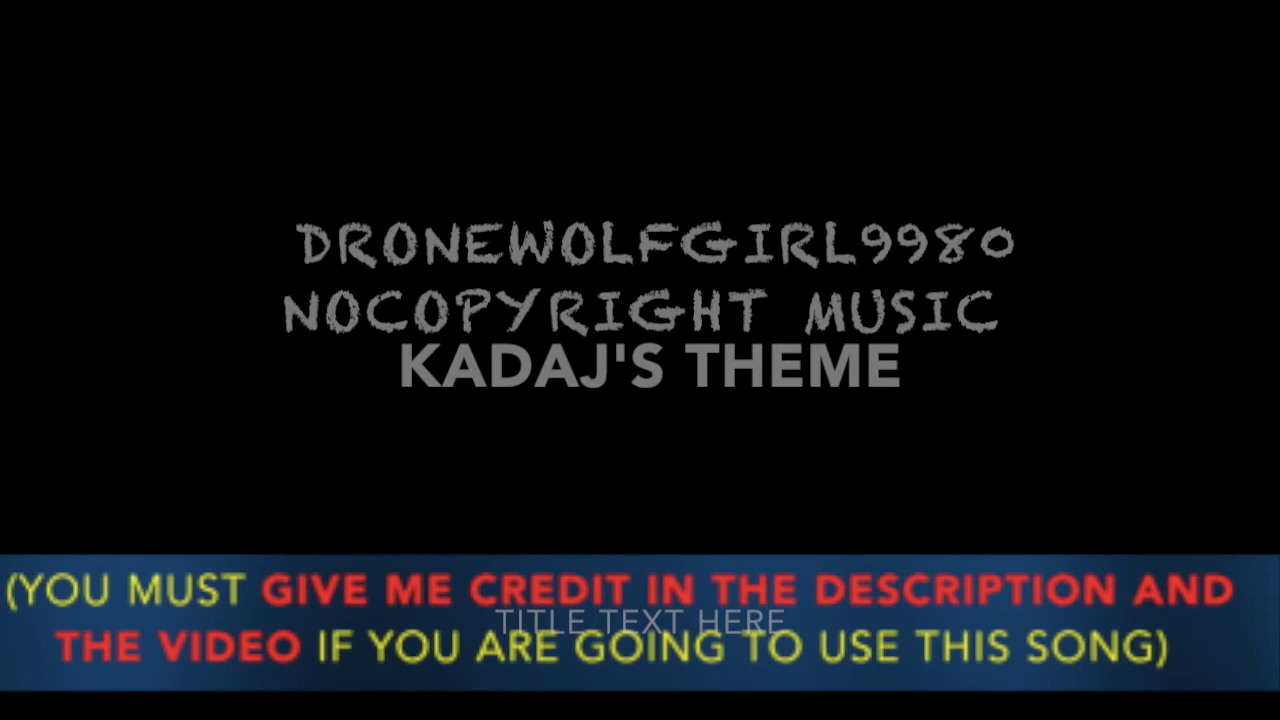 DRONEWOLFGIRL9980
NOCOPYRIGHT MUSIC
KADAJ'S THEME
(YOU MUST GIVE ME CREDIT IN THE DESCRIPTION AND
TITLE TEXT HERE
THE VIDEO IF YOU ARE GOING TO USE THIS SONG)